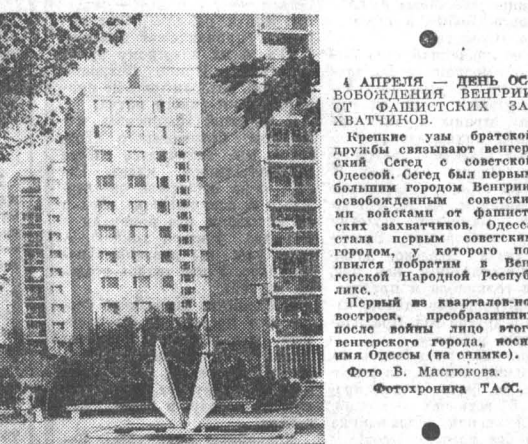 4 АПРЕЛЯ — ДЕНЬ ОС-
ВОБОЖДЕНИЯ ВЕНГРИИ
ОТ ФАШИСТСКИХ ЗА-
ХВАТЧИКОВ.
Крепкие узы братской
дружбы связывают венгер-
ский Сегед с советской
Одессой. Сегед был первым
большим городом Венгрии,
освобожденным советски-
ми войсками от фашист-
ских захватчиков. Одесса
стала первым советским
городом, у которого по-
явился побратим в Вен-
герской Народной Респуб-
лике.
Первый из кварталов-но-
востроек, преобразивших
после войны лицо этого
венгерского города, носит
имя Одессы (на снимке).
Фото В. Мастюкова.
Фотохроника ТАСС.